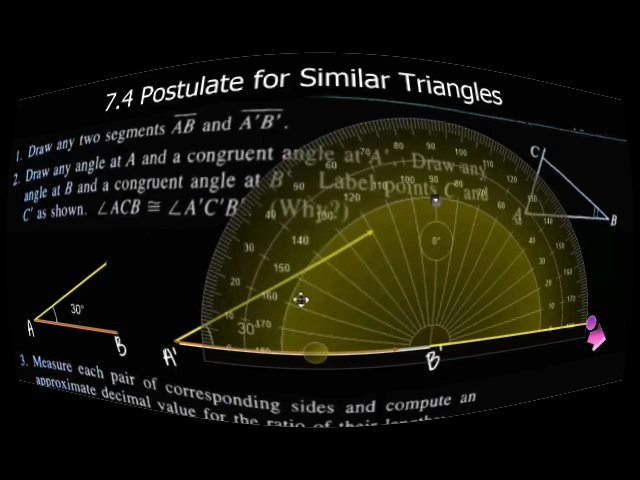 7.4 Postulate for Similar Triangles
1. Draw any two segments AB and A'B'.
2. Draw any angle at A and a congruent angle at A'. Draw any
angle at B and a congruent angle at B'. Label points C and
C' as shown. ∠ACB ≅ ∠A'C'B' (Why?)
C
A
B
30°
A
B
30°
A'
B
3. Measure each pair of corresponding sides and compute an
approximate decimal value for the ratio of their lengths